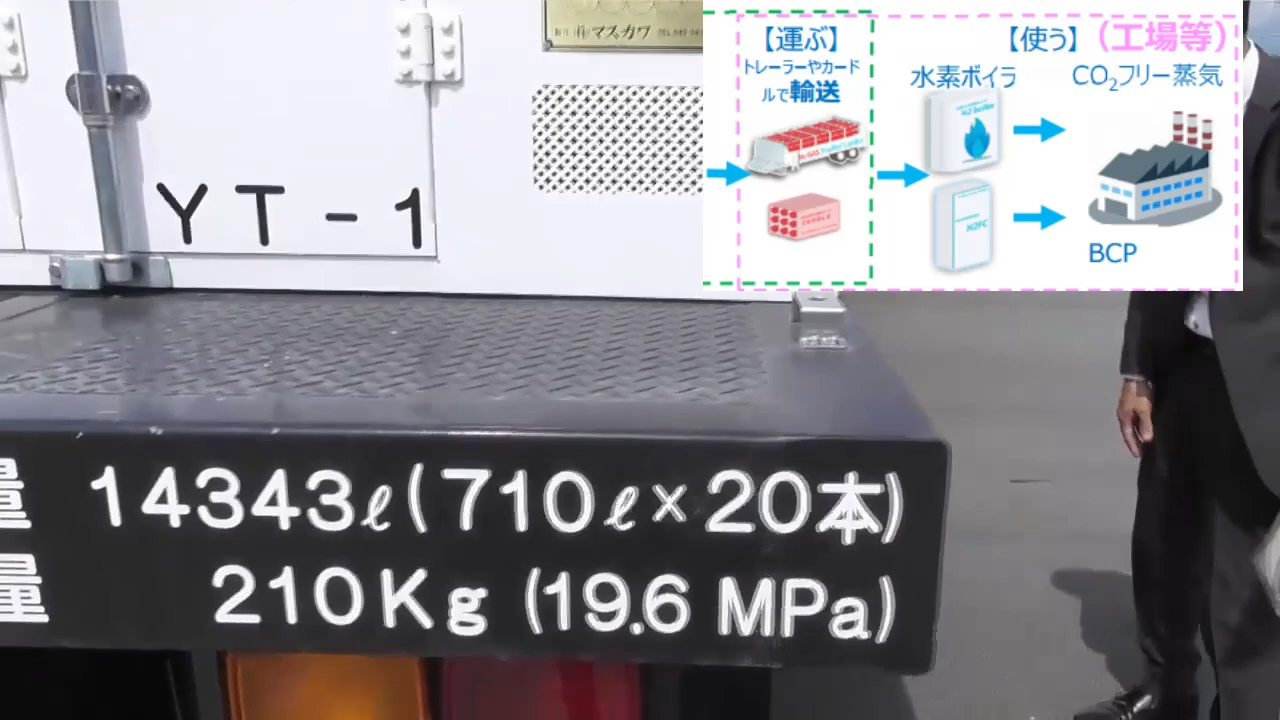 マスカワ
YT-1
量 14343ℓ(710ℓ×20本)
量 210Kg (19.6 MPa)
【運ぶ】
トレーラーやカード
ルで輸送
【使う】(工場等)
水素ボイラ
CO₂フリー蒸気
H2 boiler
H2FC
BCP